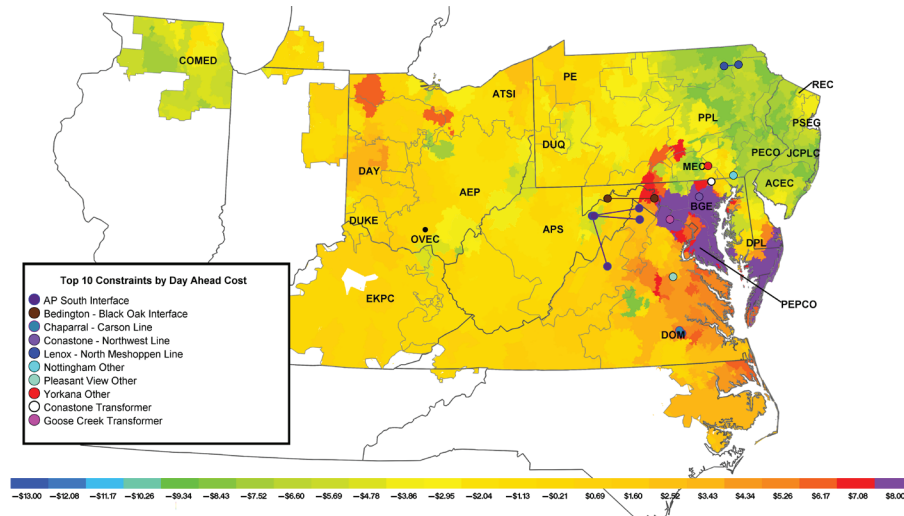 COMED
PE
ATSI
REC
PPL
PSEG
DUQ
PECO
JCPLC
MEC
DAY
ACEC
AEP
BGE
DUKE
APS
OVEC
DPL
PEPCO
EKPC
DOM
Top 10 Constraints by Day Ahead Cost
AP South Interface
Bedington - Black Oak Interface
Chaparral - Carson Line
Conastone - Northwest Line
Lenox - North Meshoppen Line
Nottingham Other
Pleasant View Other
Yorkana Other
Conastone Transformer
Goose Creek Transformer
–$13.00 –$12.08 –$11.17 –$10.26 –$9.34 –$8.43 –$7.52 –$6.60 –$5.69 –$4.78 –$3.86 –$2.95 –$2.04 –$1.13 –$0.21 $0.69 $1.60 $2.52 $3.43 $4.34 $5.26 $6.17 $7.08 $8.00